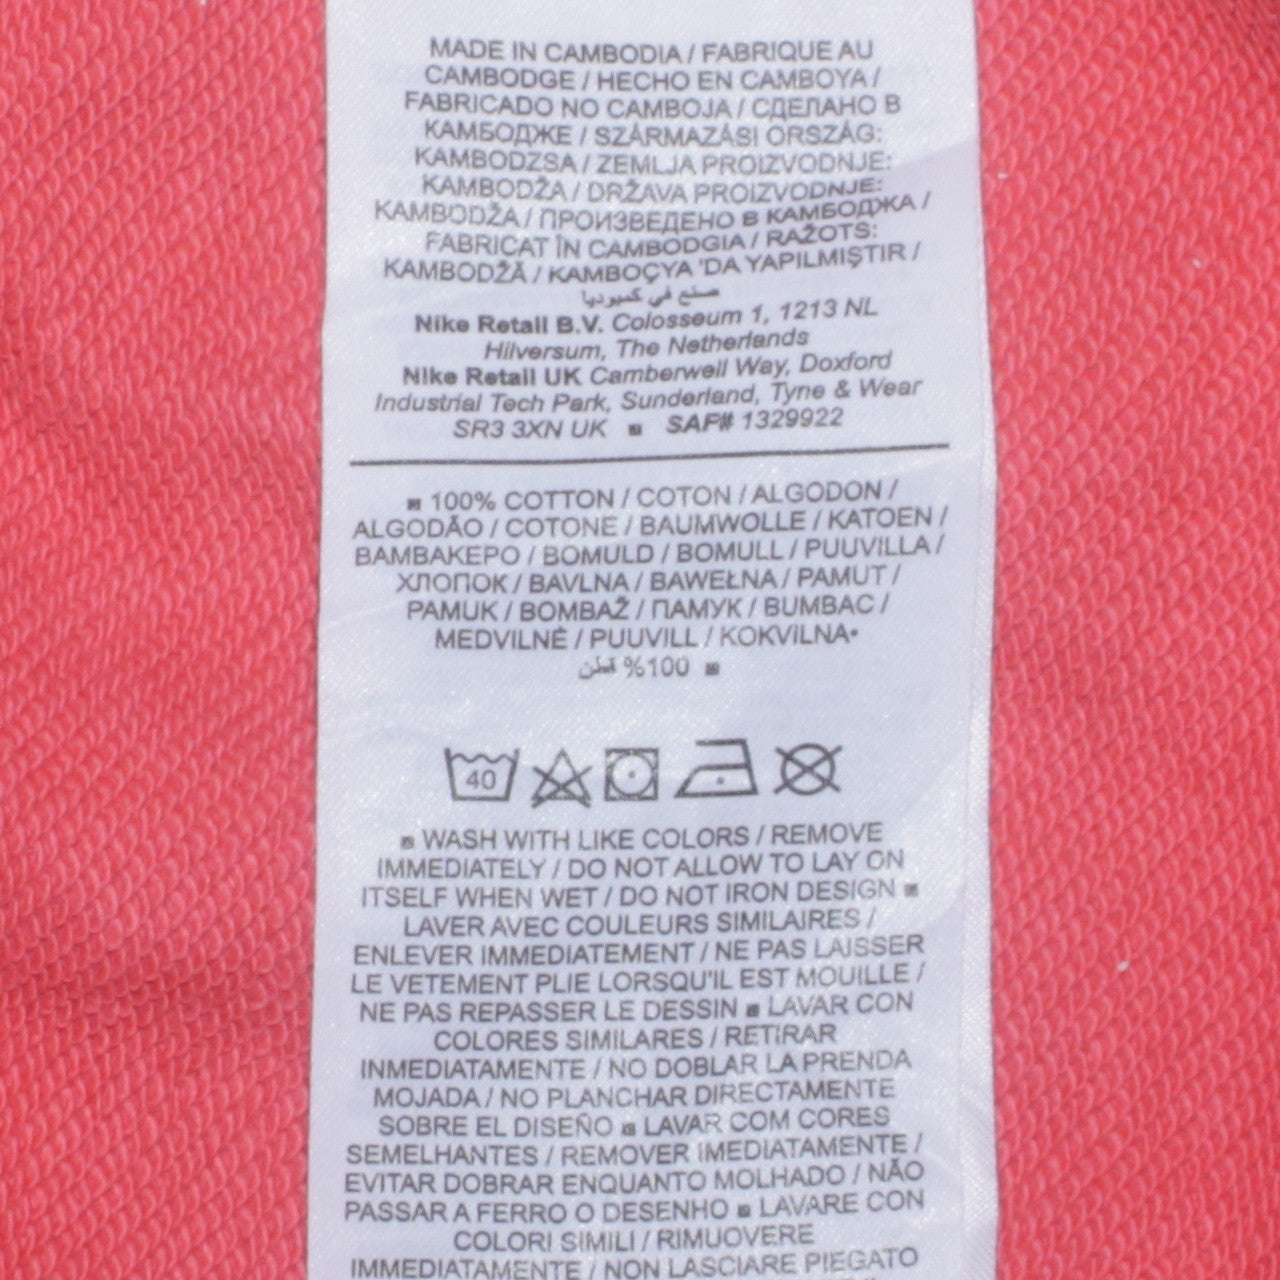 MADE IN CAMBODIA / FABRIQUE AU
CAMBODGE / HECHO EN CAMBOYA /
FABRICADO NO CAMBOJA / СДЕЛАНО В
КАМБОДЖЕ / SZÁRMAZÁSI ORSZÁG:
KAMBODZSA / ZEMLJA PROIZVODNJE:
KAMBODŽA / DRŽAVA PROIZVODNJE:
KAMBODŽA / ПРОИЗВЕДЕНО В КАМБОДЖА /
FABRICAT ÎN CAMBODGIA / RAŽOTS:
KAMBODŽĀ / KAMBOÇYA 'DA YAPILMIŞTIR /
صنع في كمبوديا
Nike Retail B.V. Colosseum 1, 1213 NL
Hilversum, The Netherlands
Nike Retail UK Camberwell Way, Doxford
Industrial Tech Park, Sunderland, Tyne & Wear
SR3 3XN UK SAF# 1329922
100% COTTON / COTON / ALGODON /
ALGODÃO / COTONE / BAUMWOLLE / KATOEN /
ΒΑΜΒΑΚΕΡΟ / BOMULD / BOMULL / PUUVILLA /
ХЛОПОК / BAVLNA / BAWEŁNA / PAMUT /
PAMUK / BOMBAŽ / ПАМУК / BUMBAC /
MEDVILNĖ / PUUVILL / KOKVILNA•
100% قطن
40
WASH WITH LIKE COLORS / REMOVE
IMMEDIATELY / DO NOT ALLOW TO LAY ON
ITSELF WHEN WET / DO NOT IRON DESIGN
LAVER AVEC COULEURS SIMILAIRES /
ENLEVER IMMEDIATEMENT / NE PAS LAISSER
LE VETEMENT PLIE LORSQU'IL EST MOUILLE /
NE PAS REPASSER LE DESSIN LAVAR CON
COLORES SIMILARES / RETIRAR
INMEDIATAMENTE / NO DOBLAR LA PRENDA
MOJADA / NO PLANCHAR DIRECTAMENTE
SOBRE EL DISEÑO LAVAR COM CORES
SEMELHANTES / REMOVER IMEDIATAMENTE /
EVITAR DOBRAR ENQUANTO MOLHADO / NÃO
PASSAR A FERRO O DESENHO LAVARE CON
COLORI SIMILI / RIMUOVERE
IMMEDIATAMENTE / NON LASCIARE PIEGATO